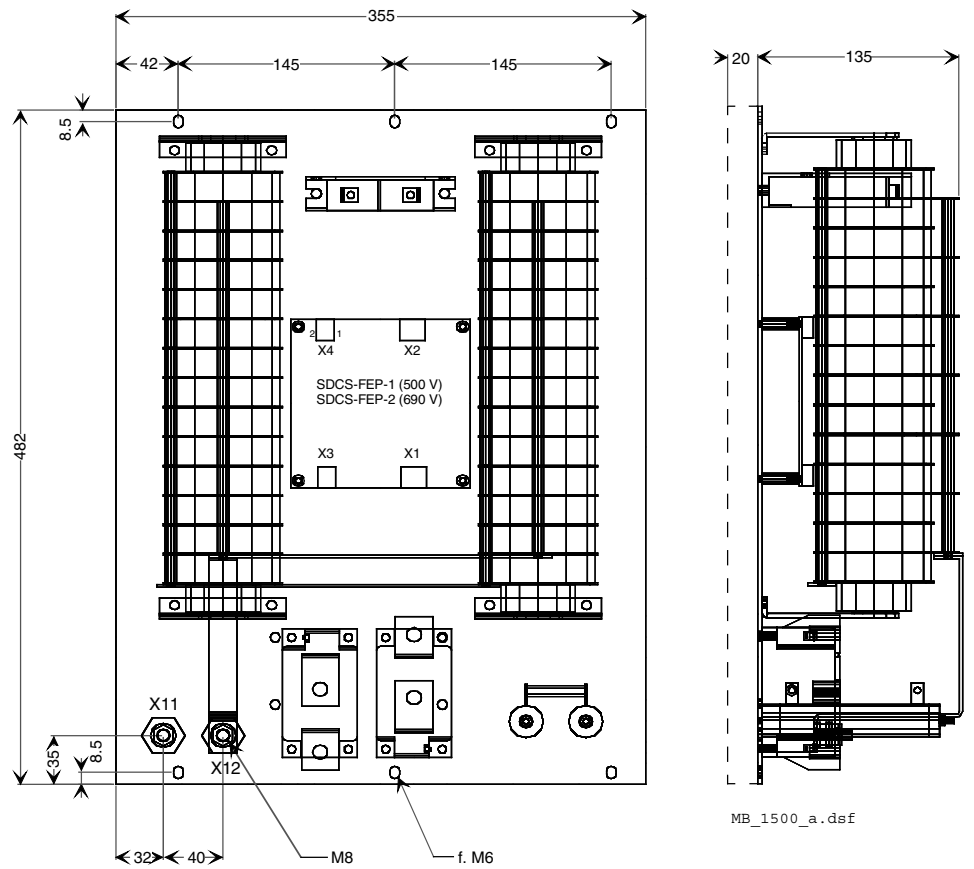 355
42
145
145
20
135
8.5
482
2
1
X4
X2
SDCS-FEP-1 (500 V)
SDCS-FEP-2 (690 V)
X3
X1
X11
X12
35
8.5
32
40
M8
f. M6
MB_1500_a.dsf